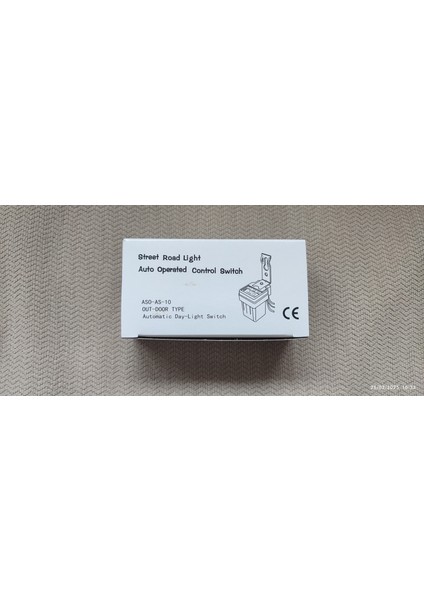 Street Road Light
Auto Operated Control Switch
ASO-AS-10
OUT-DOOR TYPE
Automatic Day-Light Switch
CE